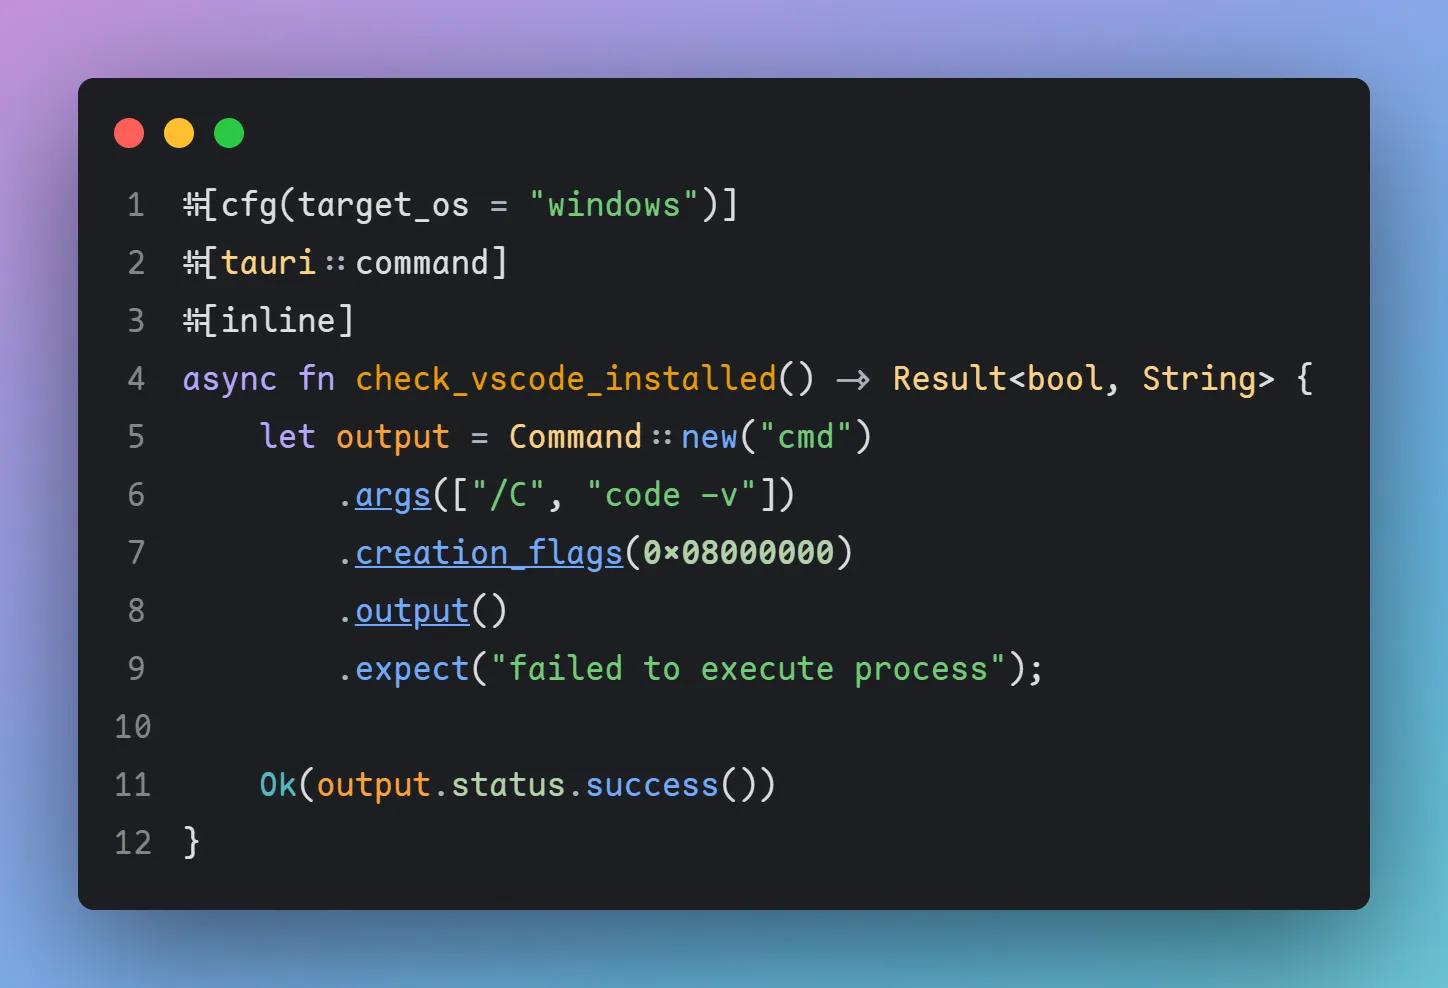 1 #[cfg(target_os = "windows")]
2 #[tauri::command]
3 #[inline]
4 async fn check_vscode_installed() -> Result<bool, String> {
5     let output = Command::new("cmd")
6         .args(["/C", "code -v"])
7         .creation_flags(0x08000000)
8         .output()
9         .expect("failed to execute process");
10
11     Ok(output.status.success())
12 }